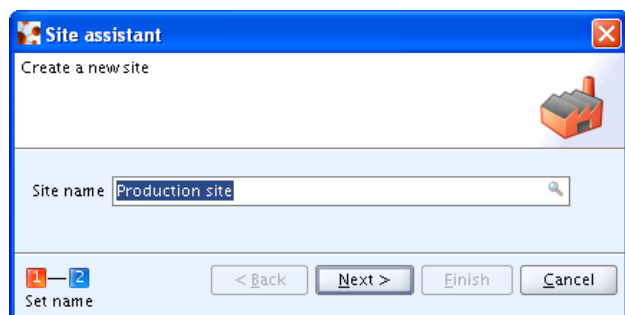 Site assistant
Create a new site
Site name Production site
1 2
< Back Next > Finish Cancel
Set name